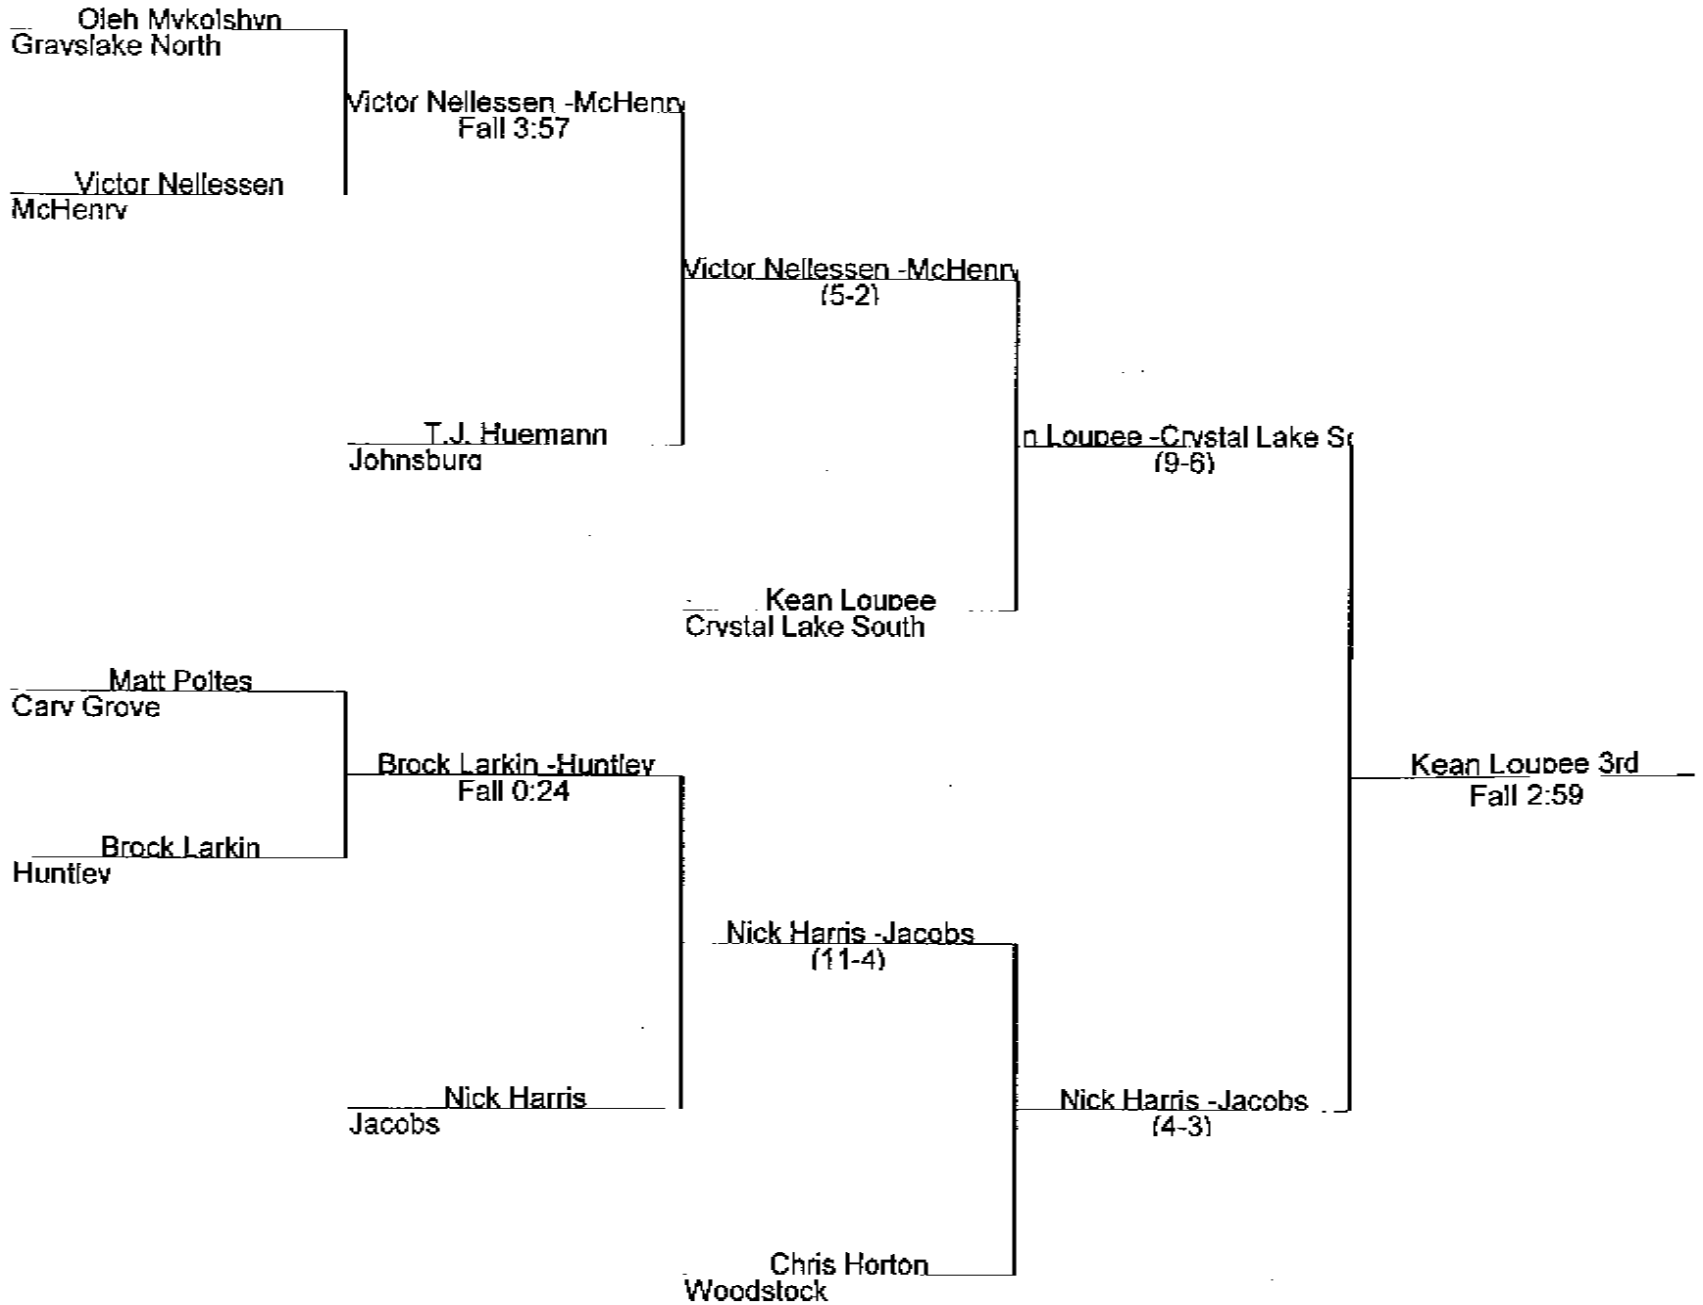 Oleh Mykolshyn
Grayslake North
Victor Nellessen -McHenry
Fall 3:57
Victor Nellessen
McHenry
Victor Nellessen -McHenry
(5-2)
T.J. Huemann
Johnsburg
n Loupee -Crystal Lake So
(9-6)
Kean Loupee
Crystal Lake South
Matt Poltes
Cary Grove
Brock Larkin -Huntley
Fall 0:24
Kean Loupee 3rd
Fall 2:59
Brock Larkin
Huntley
Nick Harris -Jacobs
(11-4)
Nick Harris
Jacobs
Nick Harris -Jacobs
(4-3)
Chris Horton
Woodstock